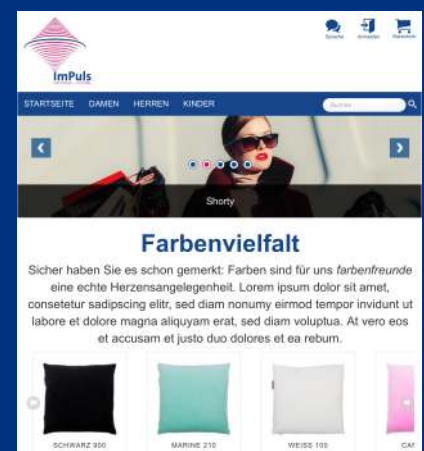 ImPuls
Sprache Anmelden Warenkorb
STARTSEITE DAMEN HERREN KINDER
Suchen
Shorty
Farbenvielfalt
Sicher haben Sie es schon gemerkt: Farben sind für uns farbenfreunde
eine echte Herzensangelegenheit. Lorem ipsum dolor sit amet,
consetetur sadipscing elitr, sed diam nonumy eirmod tempor invidunt ut
labore et dolore magna aliquyam erat, sed diam voluptua. At vero eos
et accusam et justo duo dolores et ea rebum.
SCHWARZ 900 MARINE 210 WEISS 100